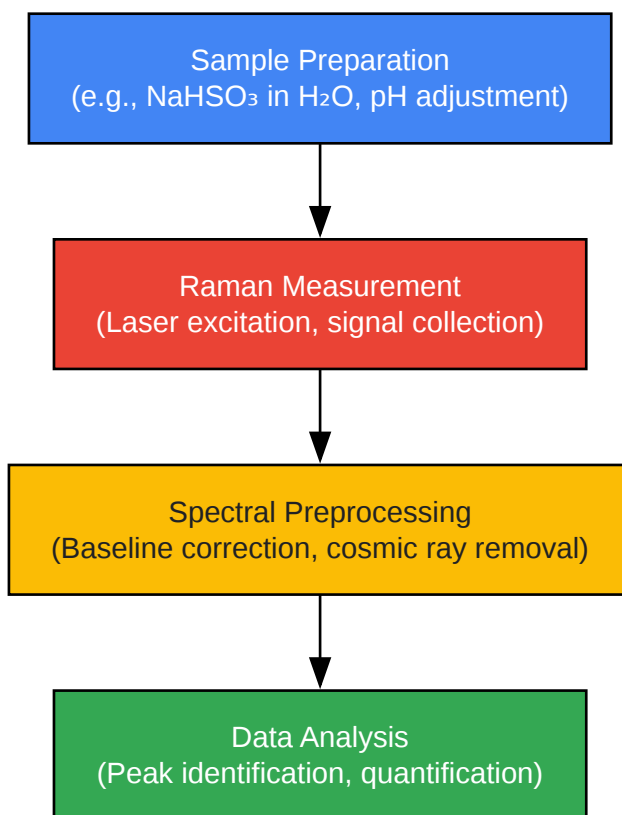 Sample Preparation
(e.g., NaHSO₃ in H₂O, pH adjustment)
Raman Measurement
(Laser excitation, signal collection)
Spectral Preprocessing
(Baseline correction, cosmic ray removal)
Data Analysis
(Peak identification, quantification)